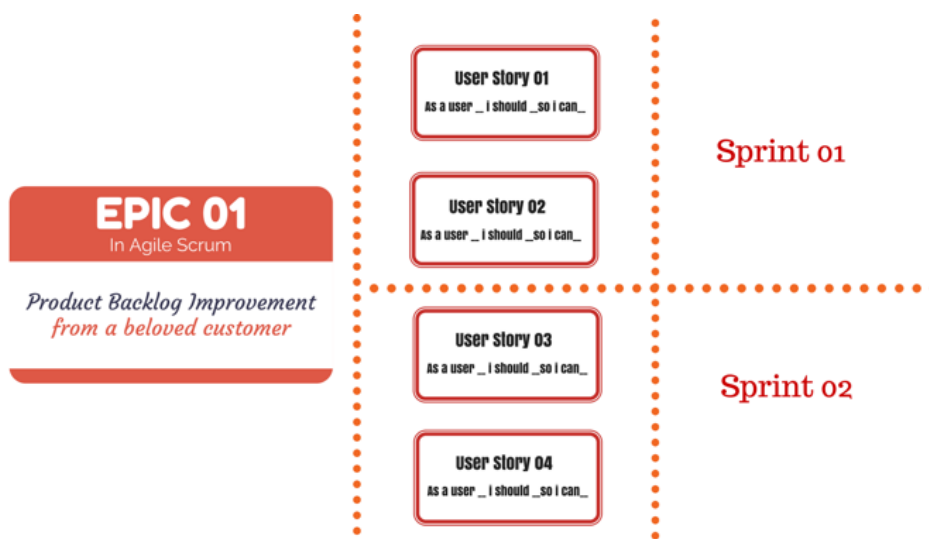 EPIC 01
In Agile Scrum
Product Backlog Improvement
from a beloved customer
User Story 01
As a user _ i should _so i can_
User Story 02
As a user _ i should _so i can_
Sprint 01
User Story 03
As a user _ i should _so i can_
User Story 04
As a user _ i should _so i can_
Sprint 02